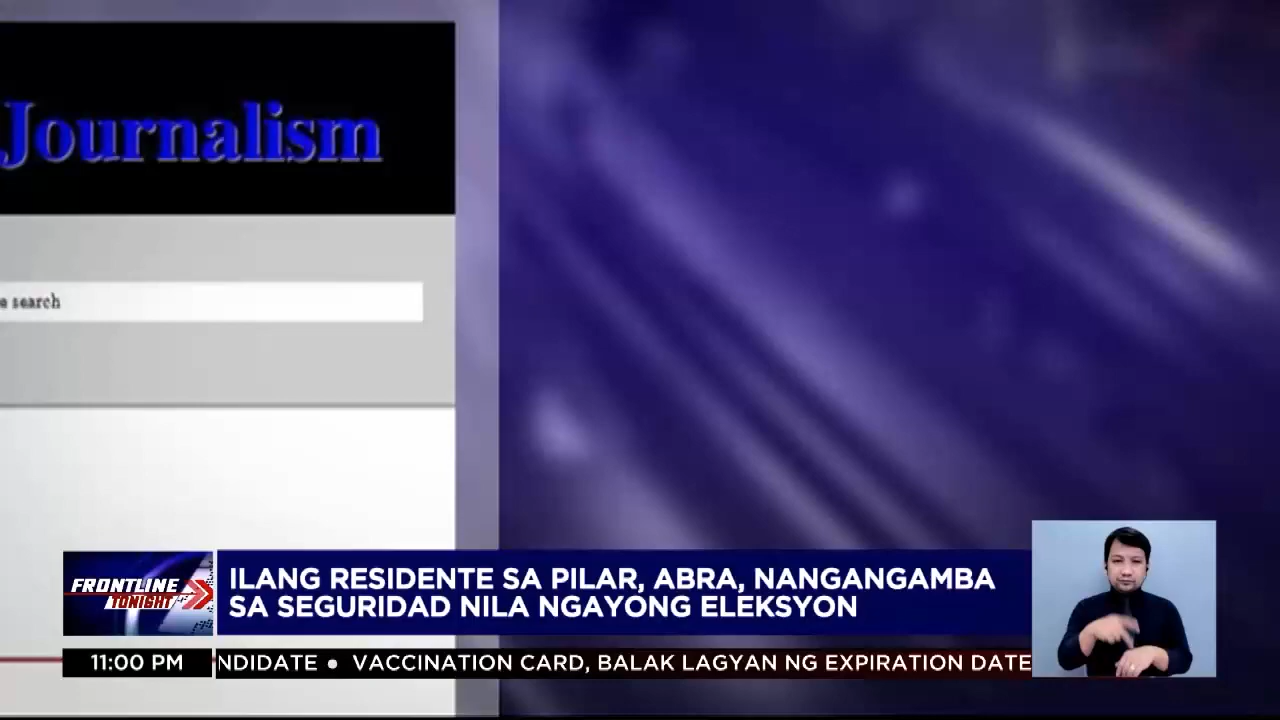 Journalism
search
FRONTLINE
TONIGHT
ILANG RESIDENTE SA PILAR, ABRA, NANGANGAMBA
SA SEGURIDAD NILA NGAYONG ELEKSYON
11:00 PM
NDIDATE ● VACCINATION CARD, BALAK LAGYAN NG EXPIRATION DATE